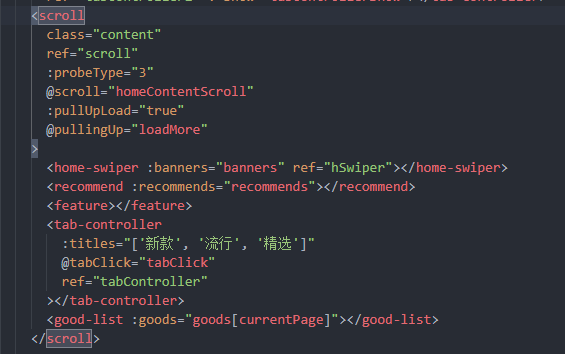 <scroll
class="content"
ref="scroll"
:probeType="3"
@scroll="homeContentScroll"
:pullUpLoad="true"
@pullingUp="loadMore"
>
<home-swiper :banners="banners" ref="hSwiper"></home-swiper>
<recommend :recommends="recommends"></recommend>
<feature></feature>
<tab-controller
:titles="['新款', '流行', '精选']"
@tabClick="tabClick"
ref="tabController"
></tab-controller>
<good-list :goods="goods[currentPage]"></good-list>
</scroll>